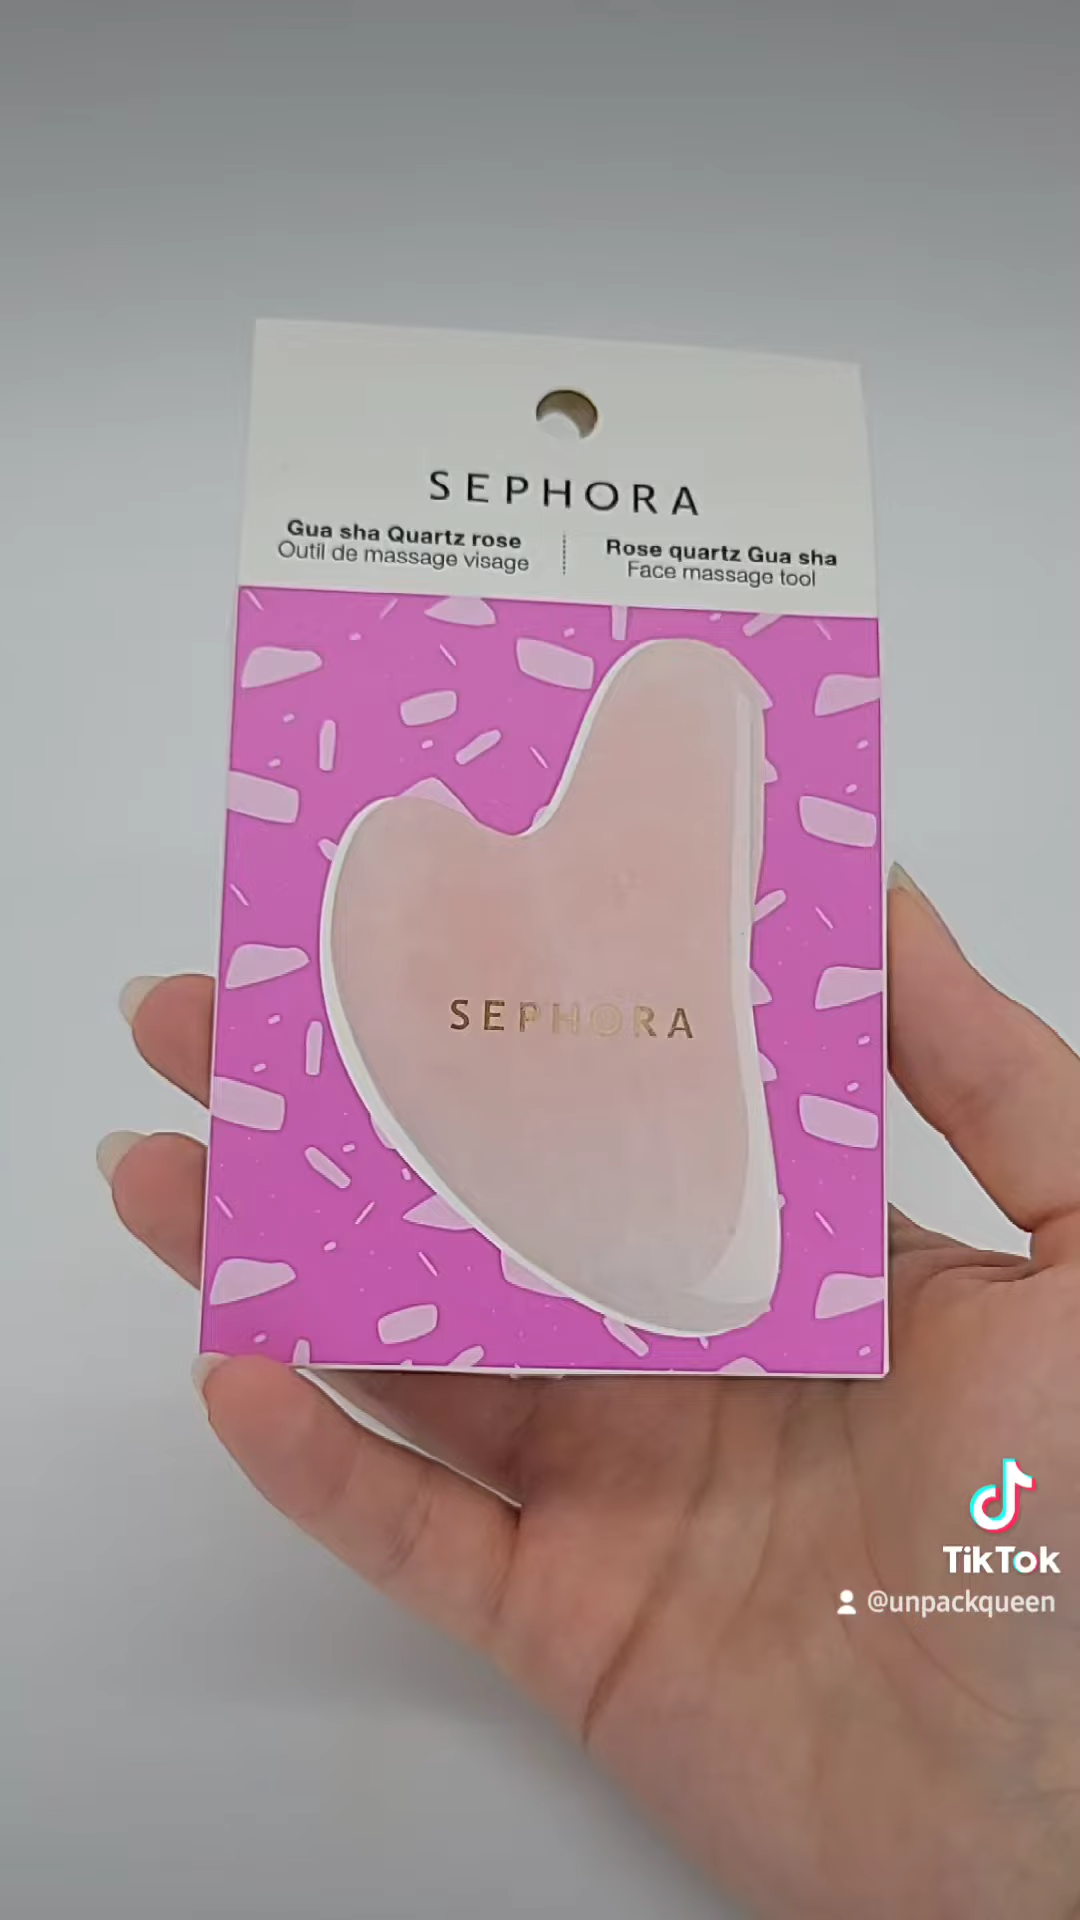 SEPHORA
Gua sha Quartz rose
Outil de massage visage
Rose quartz Gua sha
Face massage tool
SEPHORA
TikTok
@unpackqueen